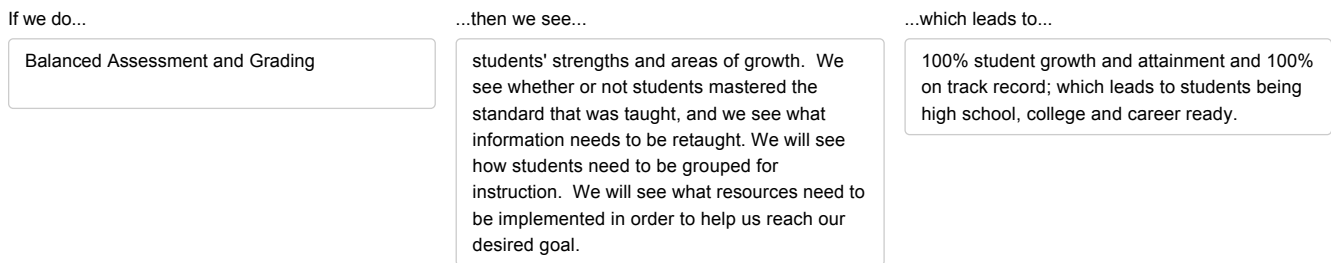 If we do...
Balanced Assessment and Grading
...then we see...
students' strengths and areas of growth.  We
see whether or not students mastered the
standard that was taught, and we see what
information needs to be retaught. We will see
how students need to be grouped for
instruction.  We will see what resources need to
be implemented in order to help us reach our
desired goal.
...which leads to...
100% student growth and attainment and 100%
on track record; which leads to students being
high school, college and career ready.